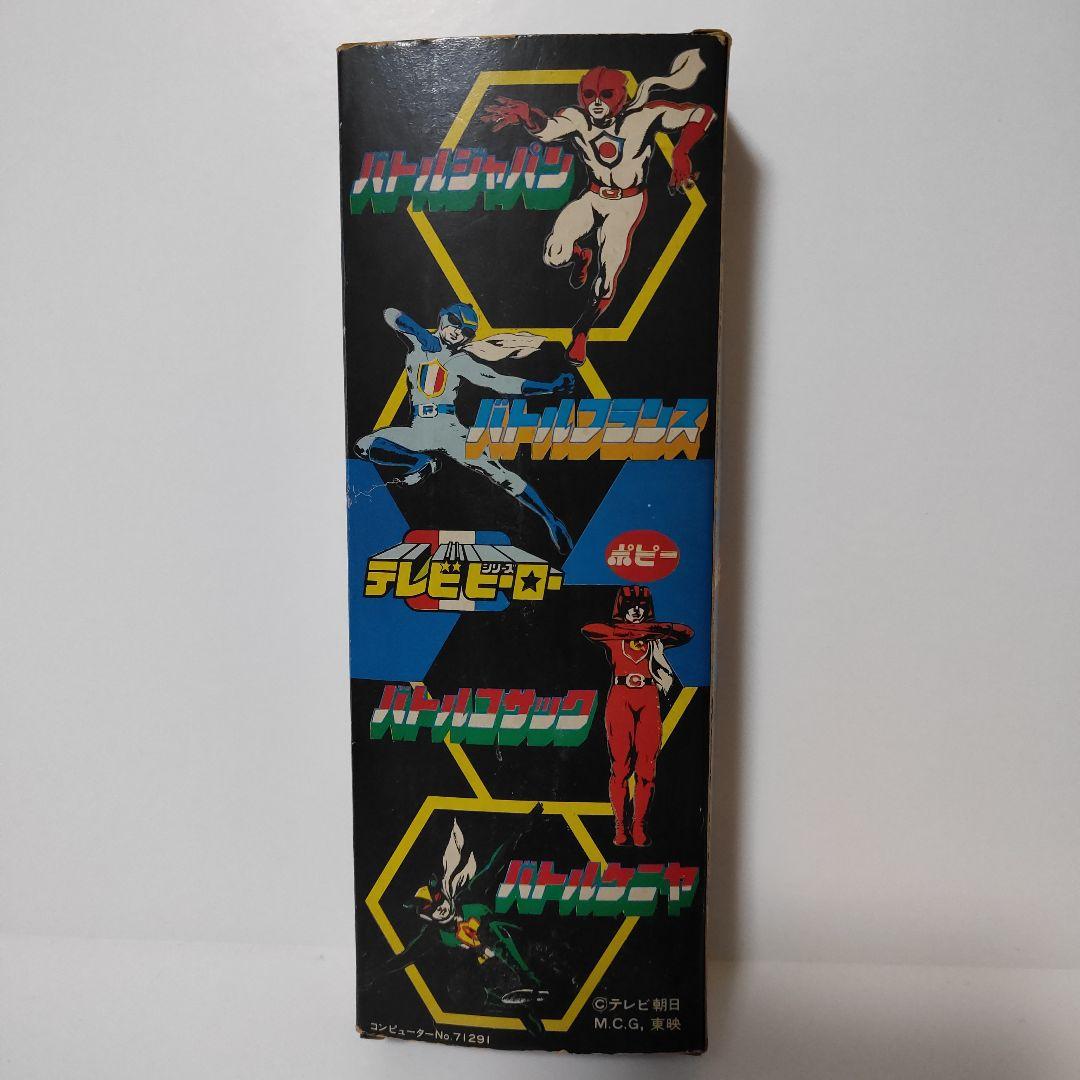 バトルジャパン
バトルフランス
テレビヒーロー
シリーズ
ポピー
バトルコサック
バトルケニヤ
©テレビ朝日
M.C.G, 東映
コンピューターNo.71291